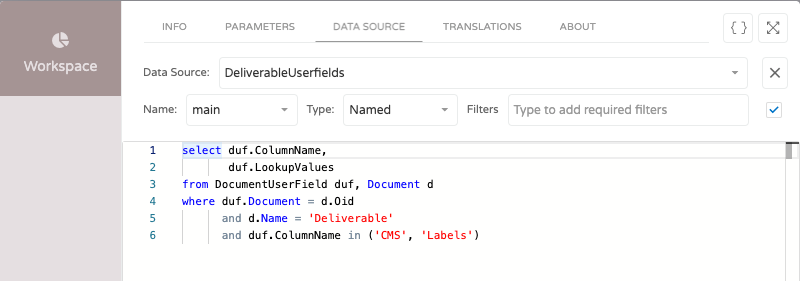 Workspace
INFO PARAMETERS DATA SOURCE TRANSLATIONS ABOUT { }
Data Source: DeliverableUserfields
Name: main Type: Named Filters Type to add required filters
1 select duf.ColumnName,
2 duf.LookupValues
3 from DocumentUserField duf, Document d
4 where duf.Document = d.Oid
5 and d.Name = 'Deliverable'
6 and duf.ColumnName in ('CMS', 'Labels')